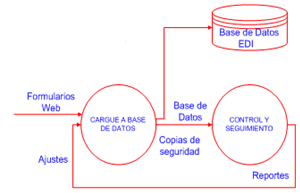 Base de Datos
EDI
Formularios
Web
CARGUE A BASE
DE DATOS
Base de
Datos
Copias de
seguridad
CONTROL Y
SEGUIMIENTO
Ajustes
Reportes